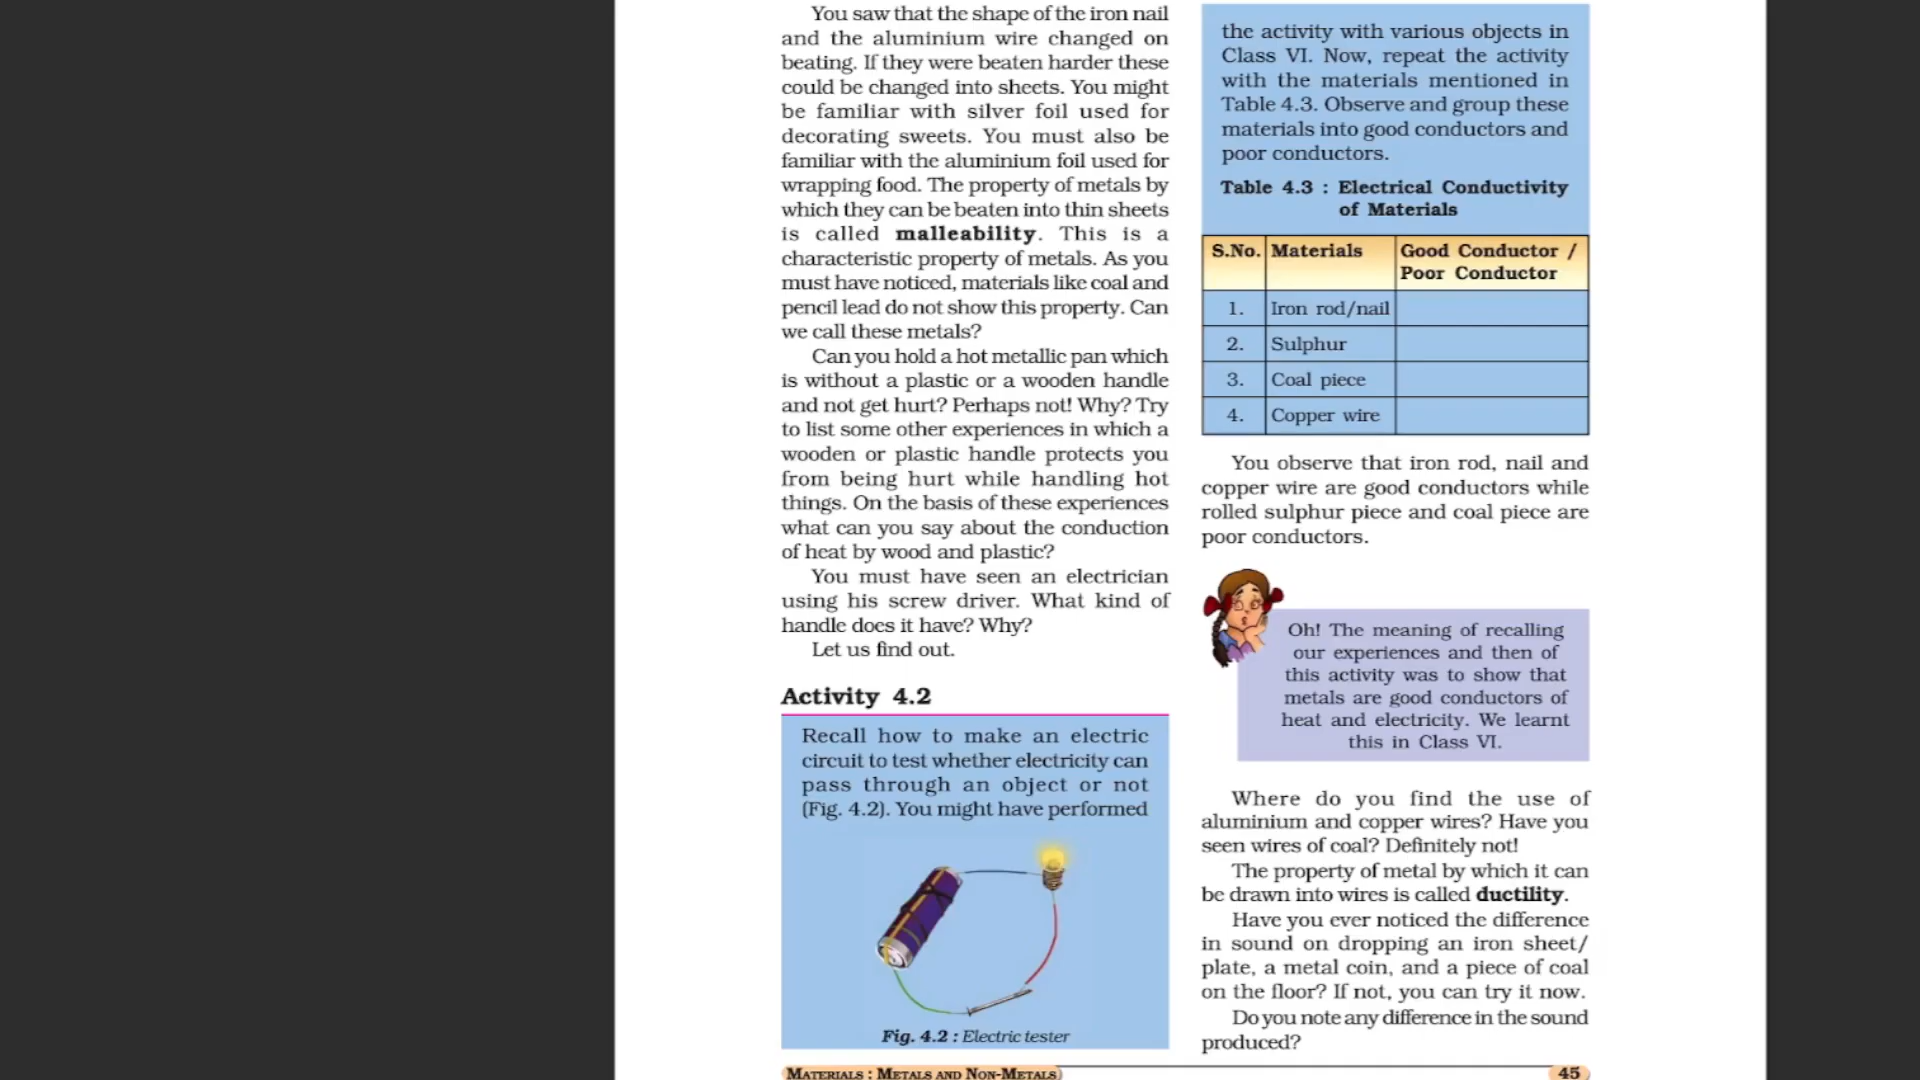 You saw that the shape of the iron nail
and the aluminium wire changed on
beating. If they were beaten harder these
could be changed into sheets. You might
be familiar with silver foil used for
decorating sweets. You must also be
familiar with the aluminium foil used for
wrapping food. The property of metals by
which they can be beaten into thin sheets
is called malleability. This is a
characteristic property of metals. As you
must have noticed, materials like coal and
pencil lead do not show this property. Can
we call these metals?
Can you hold a hot metallic pan which
is without a plastic or a wooden handle
and not get hurt? Perhaps not! Why? Try
to list some other experiences in which a
wooden or plastic handle protects you
from being hurt while handling hot
things. On the basis of these experiences
what can you say about the conduction
of heat by wood and plastic?
You must have seen an electrician
using his screw driver. What kind of
handle does it have? Why?
Let us find out.
Activity 4.2
Recall how to make an electric
circuit to test whether electricity can
pass through an object or not
(Fig. 4.2). You might have performed
Fig. 4.2 : Electric tester
the activity with various objects in
Class VI. Now, repeat the activity
with the materials mentioned in
Table 4.3. Observe and group these
materials into good conductors and
poor conductors.
Table 4.3 : Electrical Conductivity
of Materials
S.No. Materials Good Conductor /
Poor Conductor
1. Iron rod/nail
2. Sulphur
3. Coal piece
4. Copper wire
You observe that iron rod, nail and
copper wire are good conductors while
rolled sulphur piece and coal piece are
poor conductors.
Oh! The meaning of recalling
our experiences and then of
this activity was to show that
metals are good conductors of
heat and electricity. We learnt
this in Class VI.
Where do you find the use of
aluminium and copper wires? Have you
seen wires of coal? Definitely not!
The property of metal by which it can
be drawn into wires is called ductility.
Have you ever noticed the difference
in sound on dropping an iron sheet/
plate, a metal coin, and a piece of coal
on the floor? If not, you can try it now.
Do you note any difference in the sound
produced?
MATERIALS : METALS AND NON-METALS 45